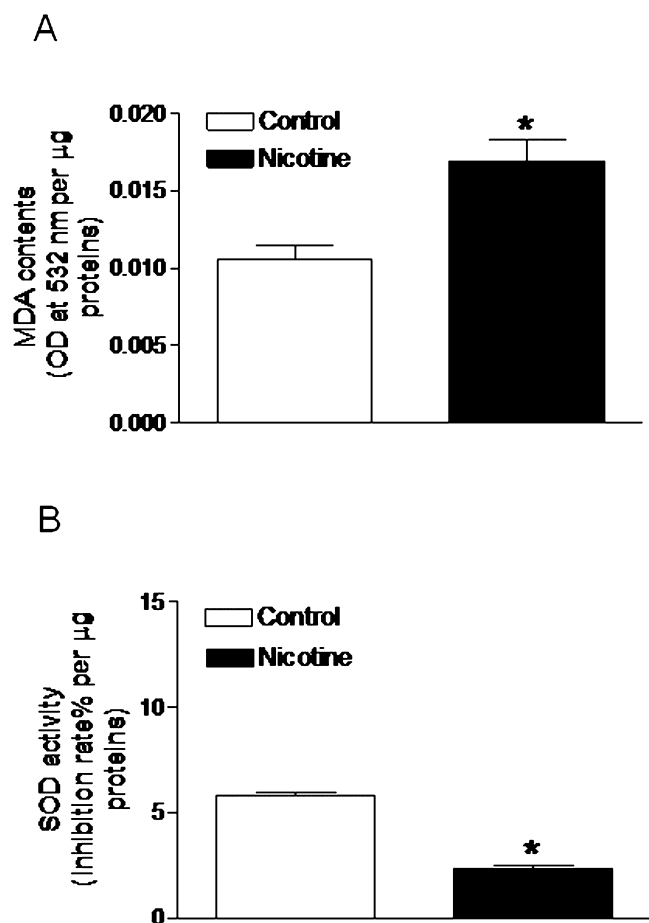 A
MDA contents
(OD at 532 nm per µg
proteins)
0.020
0.015
0.010
0.005
0.000
Control
Nicotine
*
B
SOD activity
(Inhibition rate% per µg
proteins)
15
10
5
0
Control
Nicotine
*